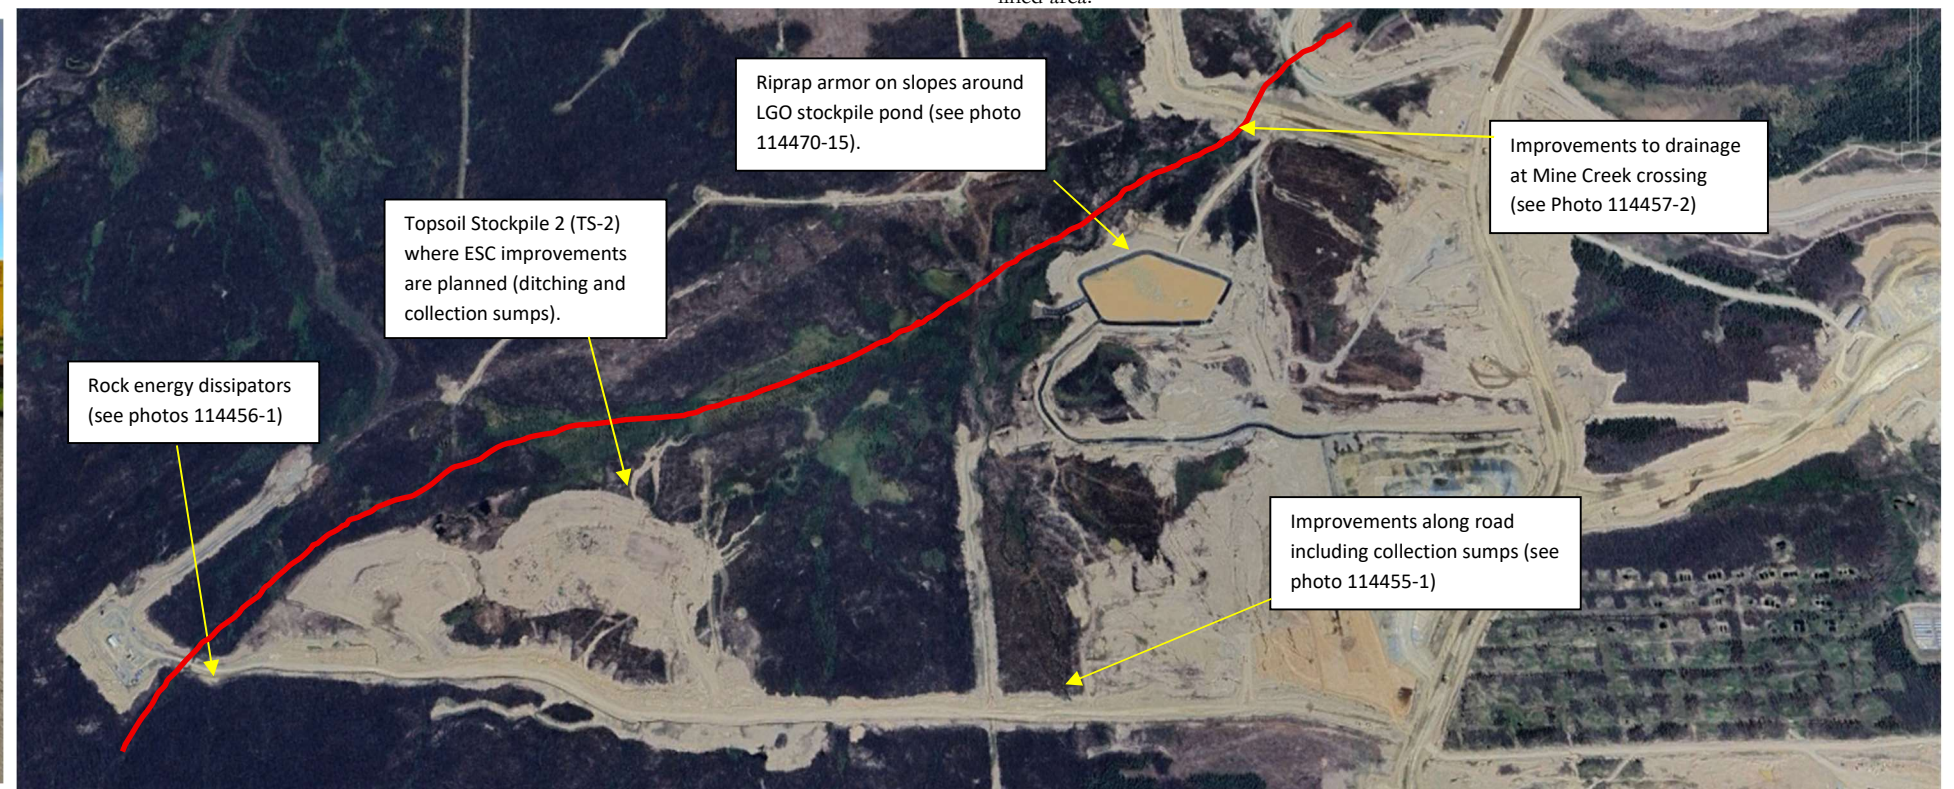 lined area.
Riprap armor on slopes around
LGO stockpile pond (see photo
114470-15).
Improvements to drainage
at Mine Creek crossing
(see Photo 114457-2)
Topsoil Stockpile 2 (TS-2)
where ESC improvements
are planned (ditching and
collection sumps).
Rock energy dissipators
(see photos 114456-1)
Improvements along road
including collection sumps (see
photo 114455-1)